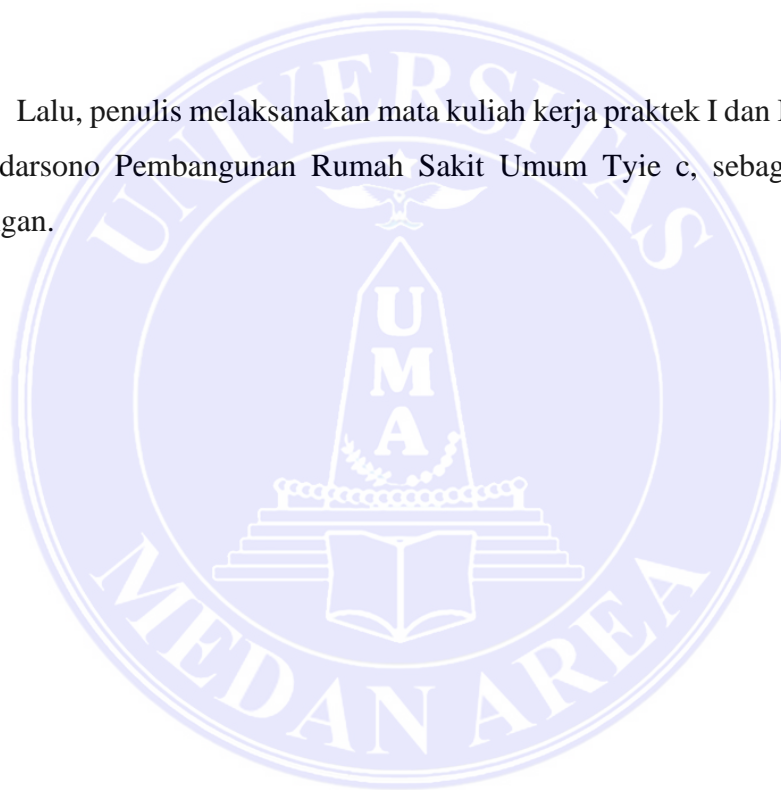 Lalu, penulis melaksanakan mata kuliah kerja praktek I dan
darsono Pembangunan Rumah Sakit Umum Tyie c, sebag
gan.
UNIVERSITAS
U
M
A
MEDAN AREA